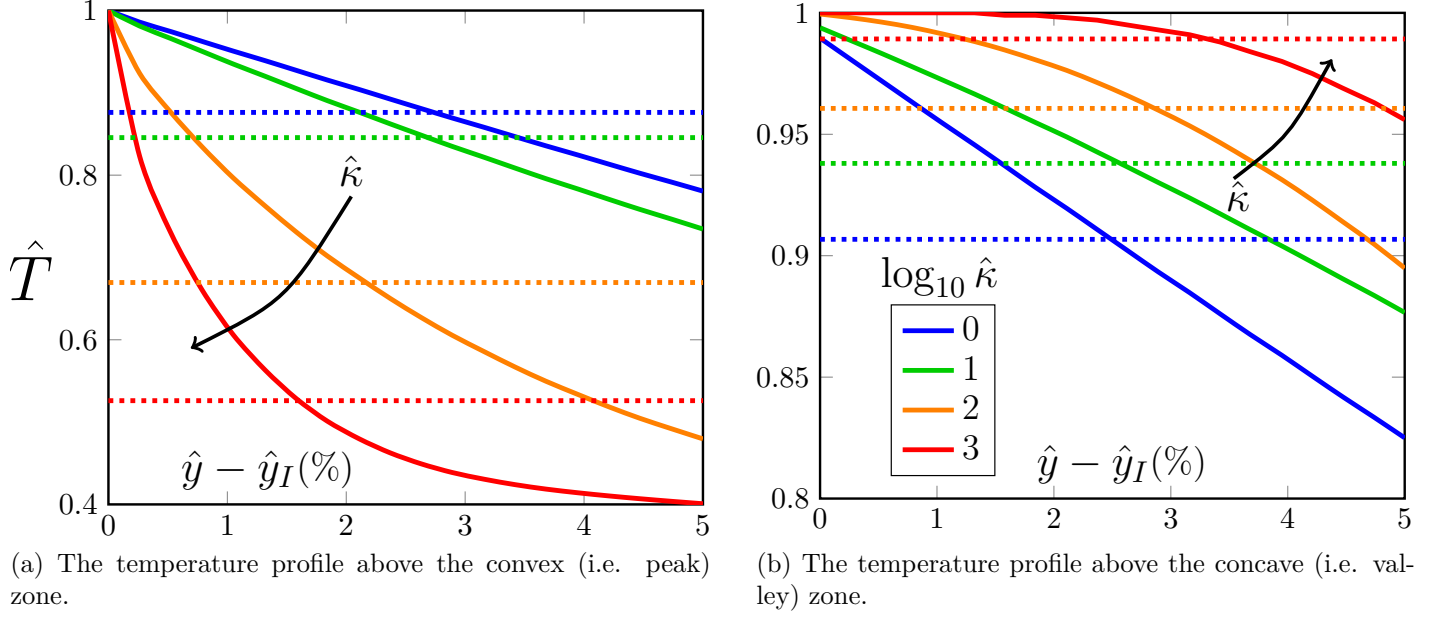 1
0.8
0.6
0.4
T̂
κ̂
ŷ − ŷ_I(%)
0 1 2 3 4 5
(a) The temperature profile above the convex (i.e. peak)
zone.
1
0.95
0.9
0.85
0.8
κ̂
log₁₀ κ̂
0
1
2
3
ŷ − ŷ_I(%)
0 1 2 3 4 5
(b) The temperature profile above the concave (i.e. val-
ley) zone.